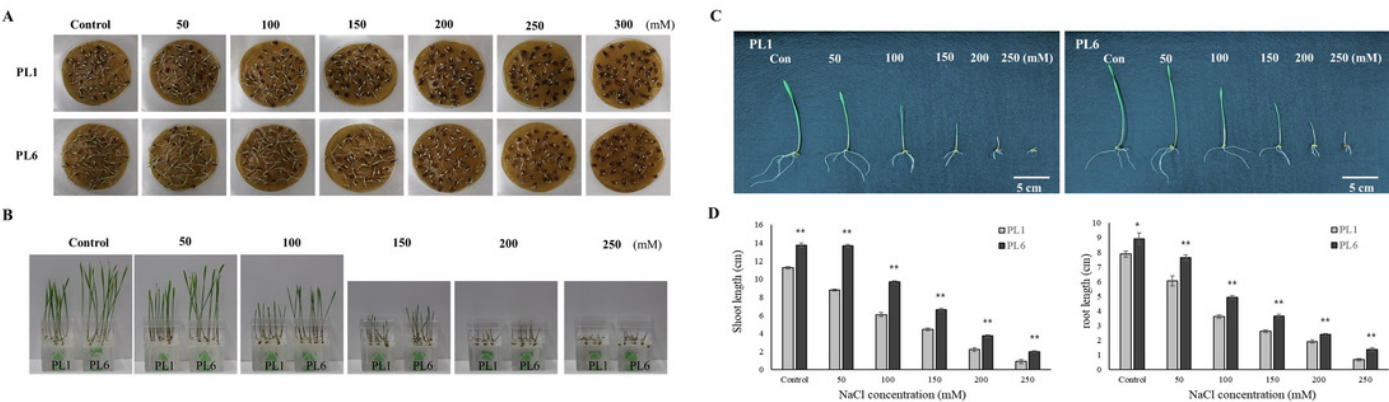 A
Control 50 100 150 200 250 300 (mM)
PL1
PL6
B
Control 50 100 150 200 250 (mM)
PL1 PL6 PL1 PL6 PL1 PL6 PL1 PL6 PL1 PL6 PL1 PL6
C
PL1
Con 50 100 150 200 250 (mM)
5 cm
PL6
Con 50 100 150 200 250 (mM)
5 cm
D
Shoot length (cm)
16
14
12
10
8
6
4
2
0
** ** ** ** ** **
PL1
PL6
Control 50 100 150 200 250
NaCl concentration (mM)
root length (cm)
10
9
8
7
6
5
4
3
2
1
0
* ** ** ** ** **
PL1
PL6
Control 50 100 150 200 250
NaCl concentration (mM)